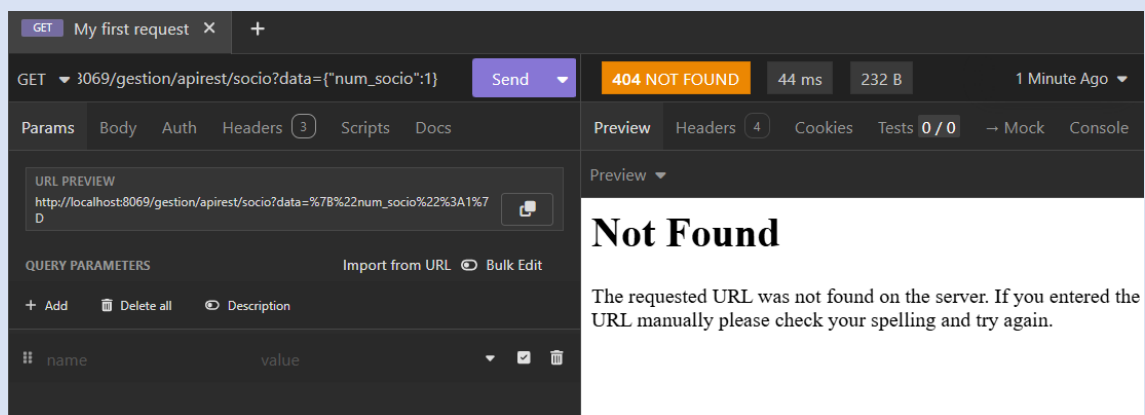 GET My first request × +
GET 3069/gestion/apirest/socio?data={"num_socio":1} Send
404 NOT FOUND 44 ms 232 B 1 Minute Ago
Params Body Auth Headers 3 Scripts Docs
Preview Headers 4 Cookies Tests 0 / 0 → Mock Console
URL PREVIEW
http://localhost:8069/gestion/apirest/socio?data=%7B%22num_socio%22%3A1%7
D
Preview
QUERY PARAMETERS Import from URL Bulk Edit
+ Add Delete all Description
name value
Not Found
The requested URL was not found on the server. If you entered the
URL manually please check your spelling and try again.